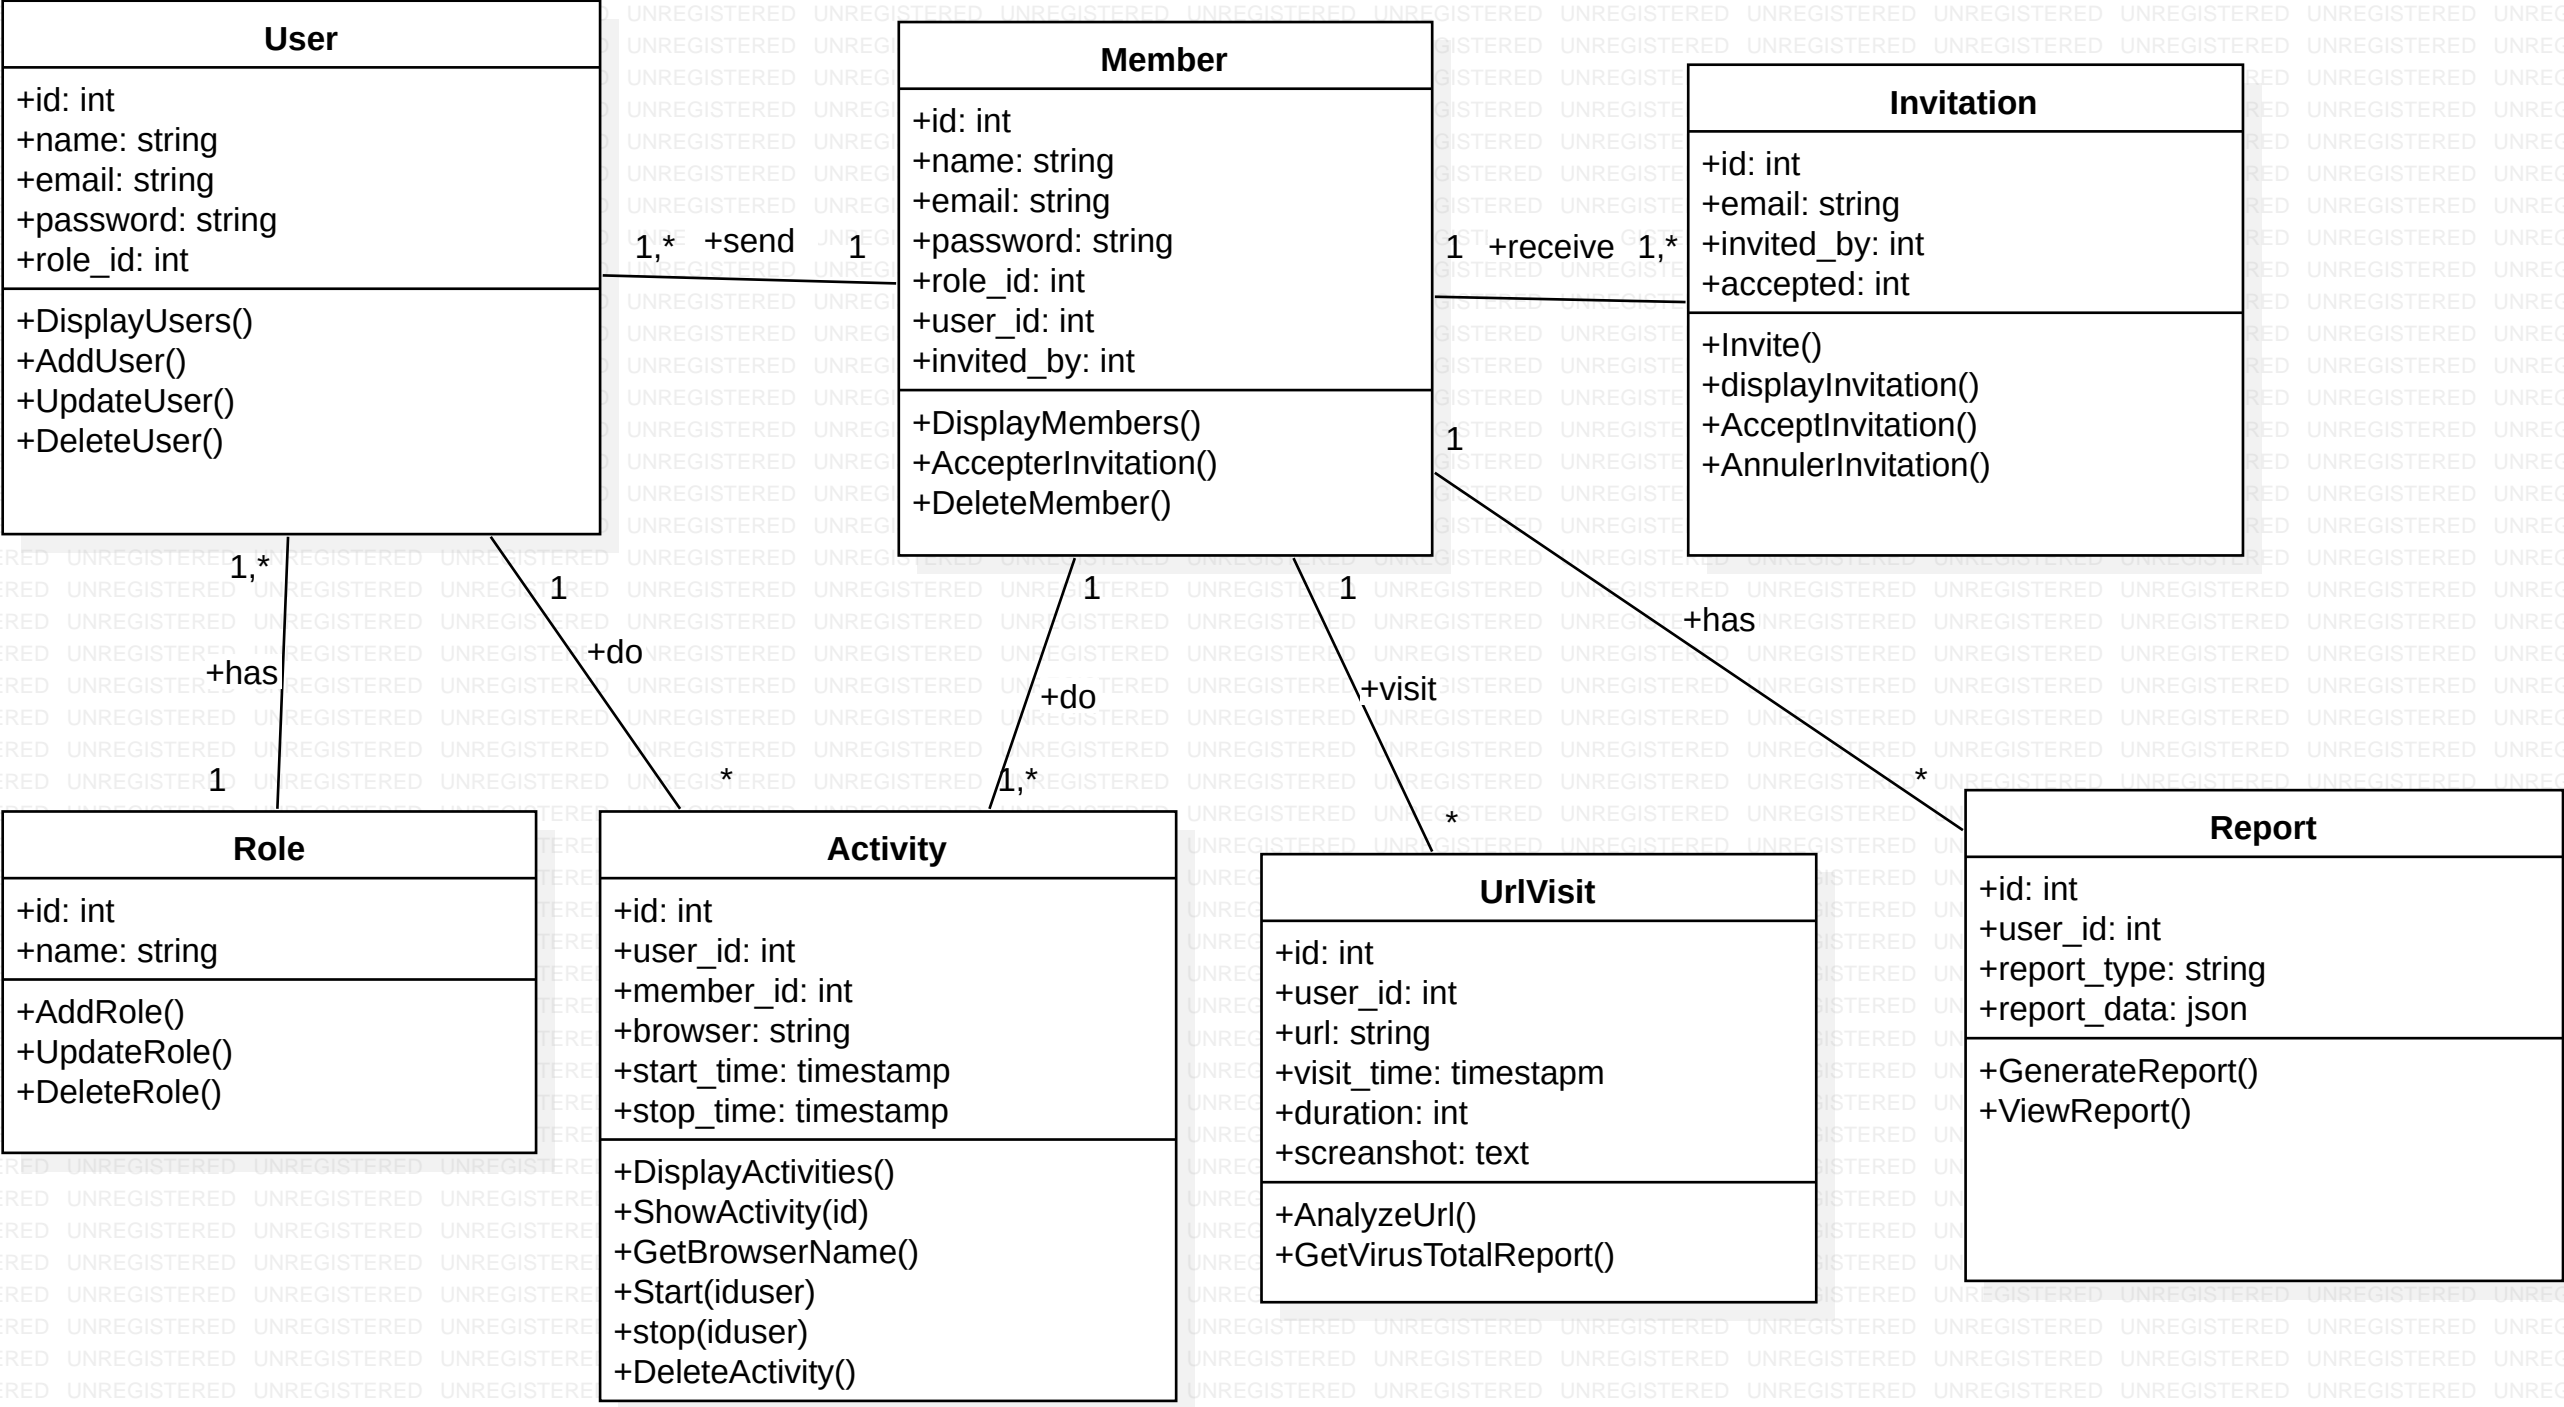 User
+id: int
+name: string
+email: string
+password: string
+role_id: int
+DisplayUsers()
+AddUser()
+UpdateUser()
+DeleteUser()
1,* +send 1
Member
+id: int
+name: string
+email: string
+password: string
+role_id: int
+user_id: int
+invited_by: int
+DisplayMembers()
+AccepterInvitation()
+DeleteMember()
1 +receive 1,*
Invitation
+id: int
+email: string
+invited_by: int
+accepted: int
+Invite()
+displayInvitation()
+AcceptInvitation()
+AnnulerInvitation()
1,*
+has
1
1
+do
*
1
+do
1,*
1
+visit
*
1
+has
*
Role
+id: int
+name: string
+AddRole()
+UpdateRole()
+DeleteRole()
Activity
+id: int
+user_id: int
+member_id: int
+browser: string
+start_time: timestamp
+stop_time: timestamp
+DisplayActivities()
+ShowActivity(id)
+GetBrowserName()
+Start(iduser)
+stop(iduser)
+DeleteActivity()
UrlVisit
+id: int
+user_id: int
+url: string
+visit_time: timestapm
+duration: int
+screanshot: text
+AnalyzeUrl()
+GetVirusTotalReport()
Report
+id: int
+user_id: int
+report_type: string
+report_data: json
+GenerateReport()
+ViewReport()
UNREGISTERED